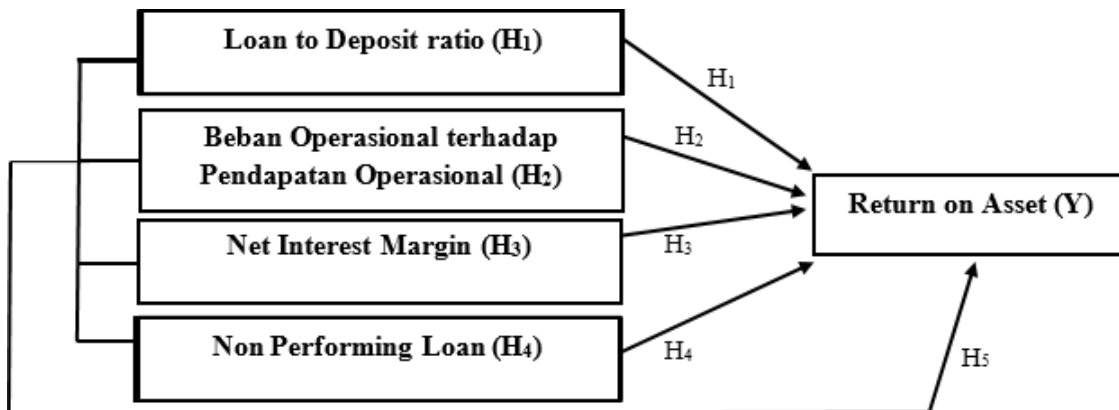 Loan to Deposit ratio (H₁)
H₁
Beban Operasional terhadap
Pendapatan Operasional (H₂)
H₂
Return on Asset (Y)
Net Interest Margin (H₃)
H₃
Non Performing Loan (H₄)
H₄
H₅